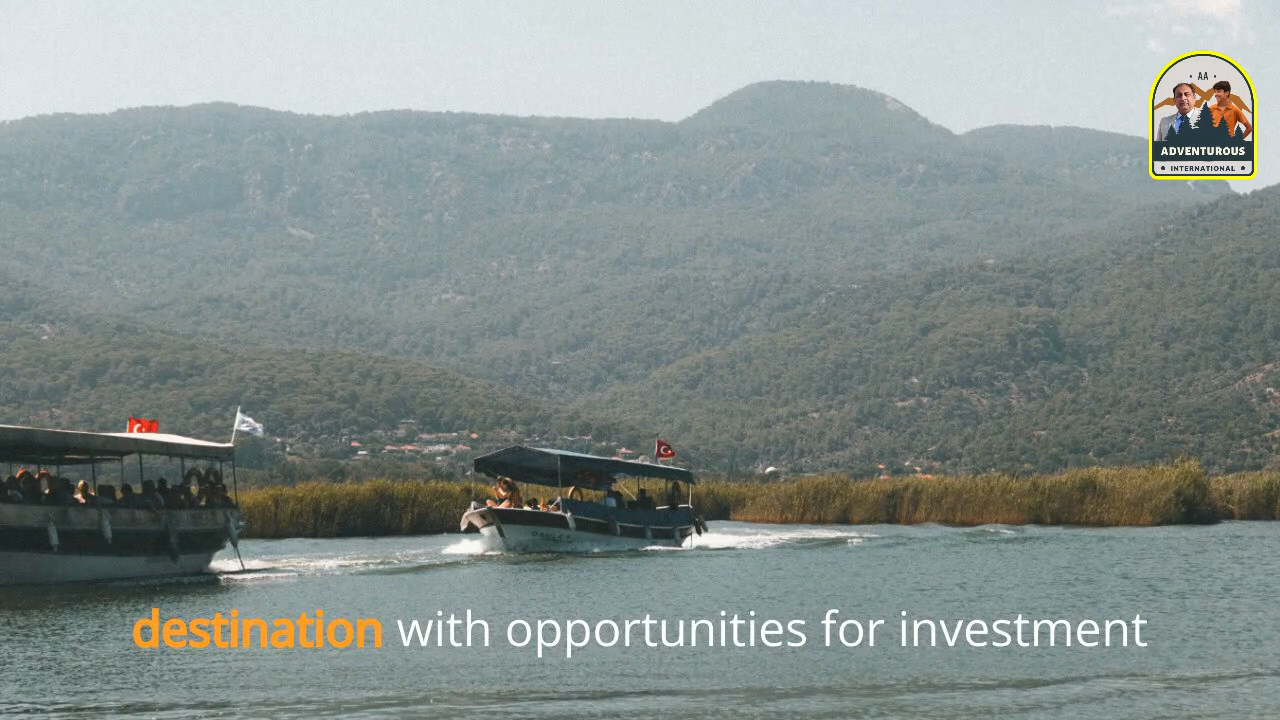 • AA •
ADVENTUROUS
• INTERNATIONAL •
destination with opportunities for investment